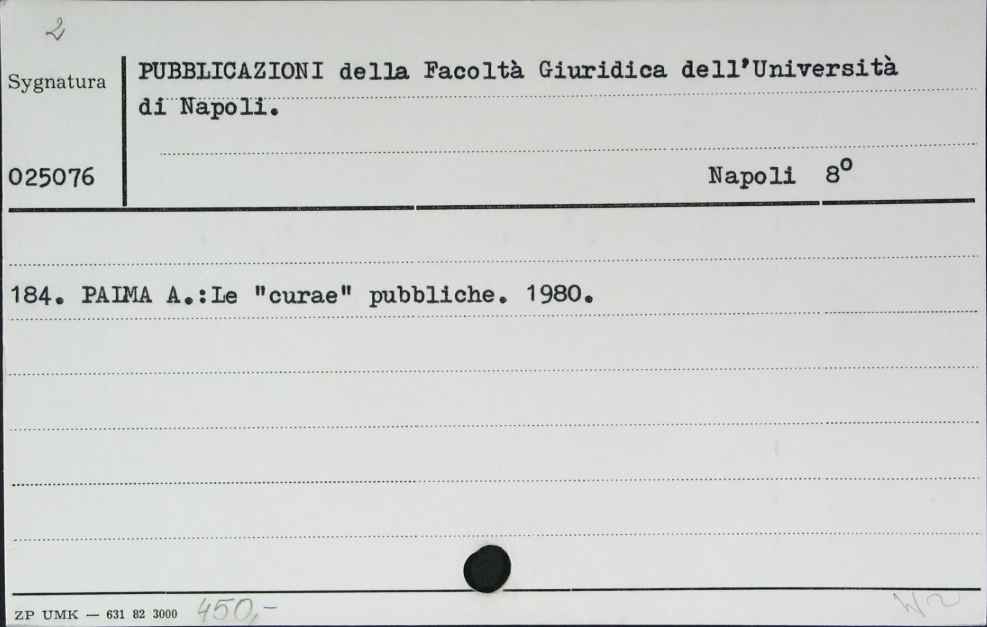 2
Sygnatura
PUBBLICAZIONI della Facoltà Giuridica dell'Università
di Napoli.
025076
Napoli 8º
184. PAIMA A.:Le "curae" pubbliche. 1980.
ZP UMK — 631 82 3000 450,-